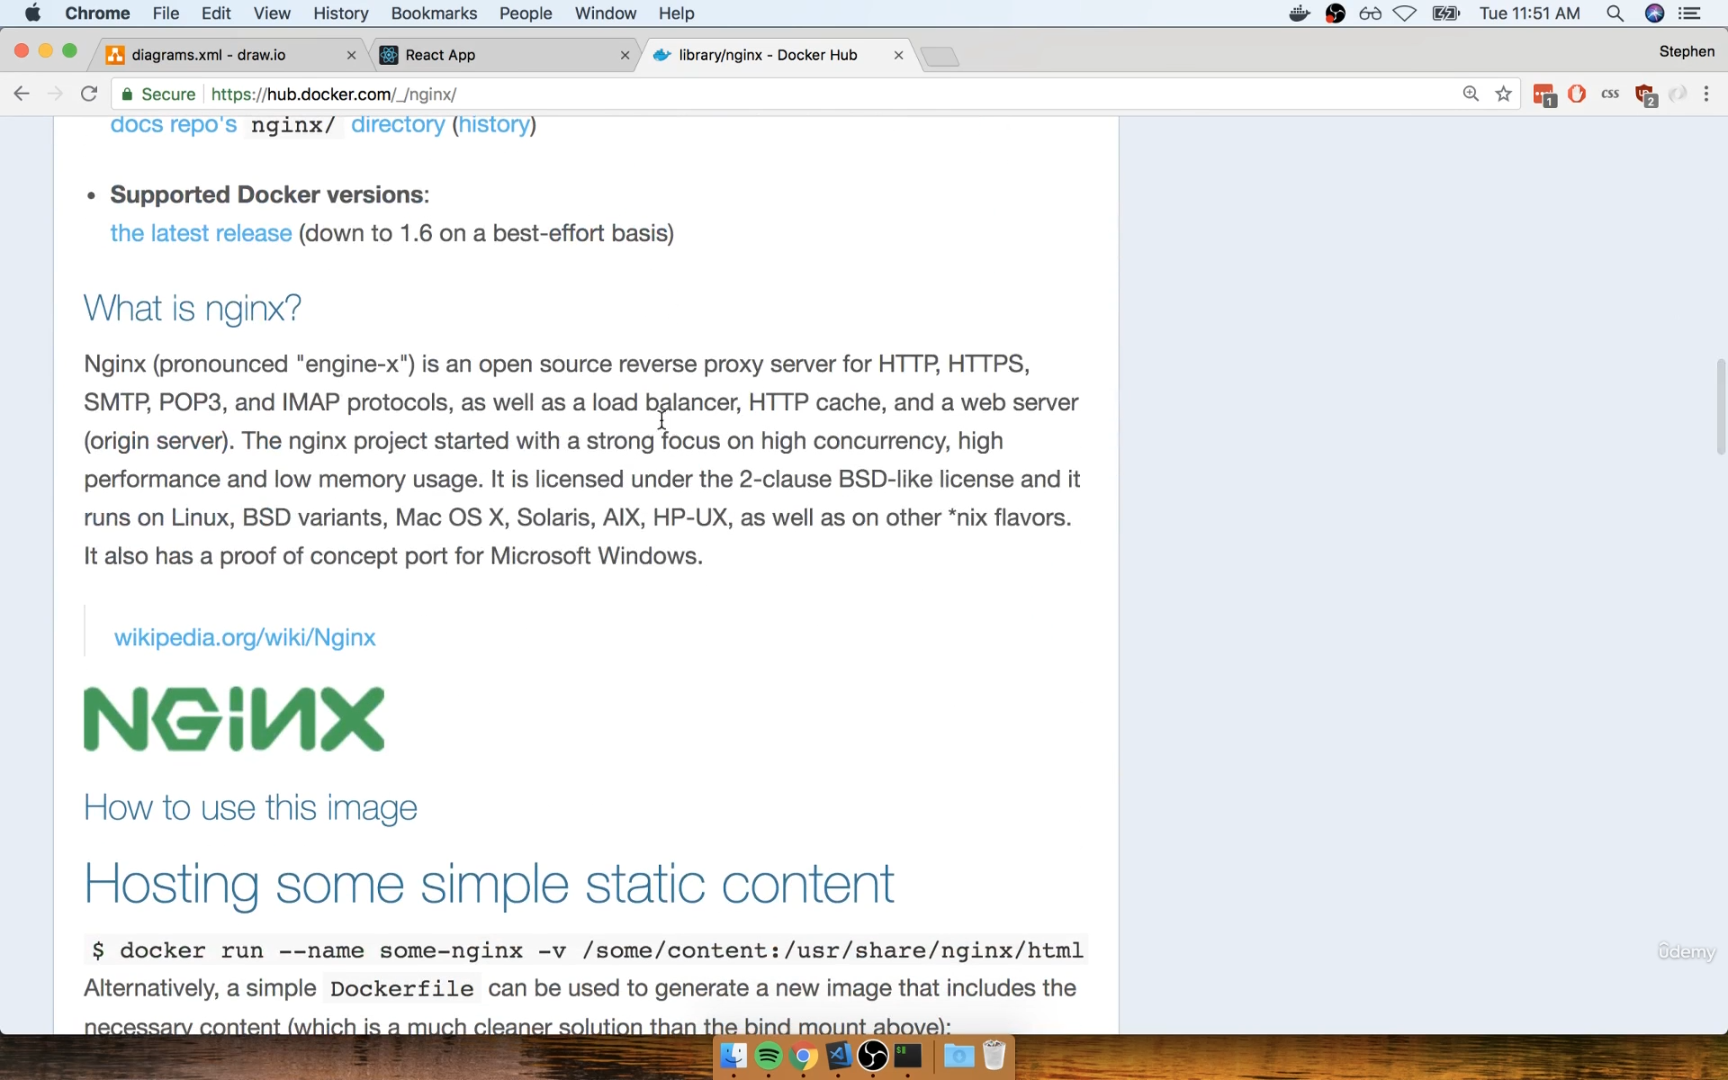 Chrome File Edit View History Bookmarks People Window Help Tue 11:51 AM
diagrams.xml - draw.io React App library/nginx - Docker Hub Stephen
Secure https://hub.docker.com/_/nginx/ 1 css 2
docs repo's nginx/ directory (history)
• Supported Docker versions:
the latest release (down to 1.6 on a best-effort basis)
What is nginx?
Nginx (pronounced "engine-x") is an open source reverse proxy server for HTTP, HTTPS,
SMTP, POP3, and IMAP protocols, as well as a load balancer, HTTP cache, and a web server
(origin server). The nginx project started with a strong focus on high concurrency, high
performance and low memory usage. It is licensed under the 2-clause BSD-like license and it
runs on Linux, BSD variants, Mac OS X, Solaris, AIX, HP-UX, as well as on other *nix flavors.
It also has a proof of concept port for Microsoft Windows.
wikipedia.org/wiki/Nginx
NGiNX
How to use this image
Hosting some simple static content
$ docker run --name some-nginx -v /some/content:/usr/share/nginx/html
Alternatively, a simple Dockerfile can be used to generate a new image that includes the
necessary content (which is a much cleaner solution than the bind mount above):
ûdemy